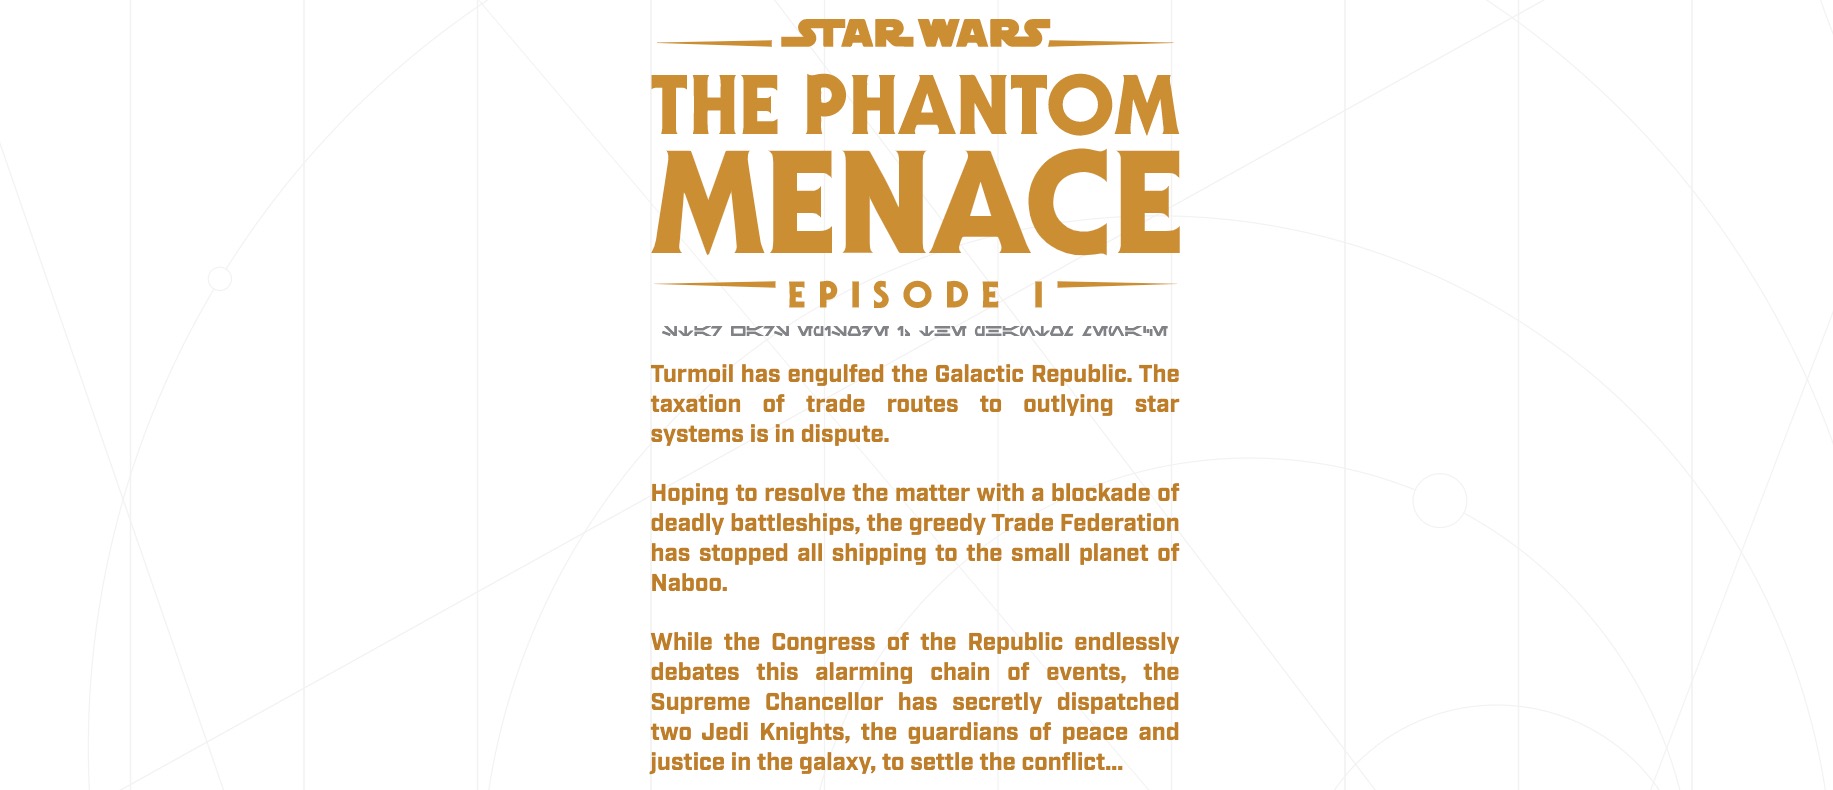 STAR WARS
THE PHANTOM
MENACE
EPISODE I
Turmoil has engulfed the Galactic Republic. The
taxation of trade routes to outlying star
systems is in dispute.
Hoping to resolve the matter with a blockade of
deadly battleships, the greedy Trade Federation
has stopped all shipping to the small planet of
Naboo.
While the Congress of the Republic endlessly
debates this alarming chain of events, the
Supreme Chancellor has secretly dispatched
two Jedi Knights, the guardians of peace and
justice in the galaxy, to settle the conflict...